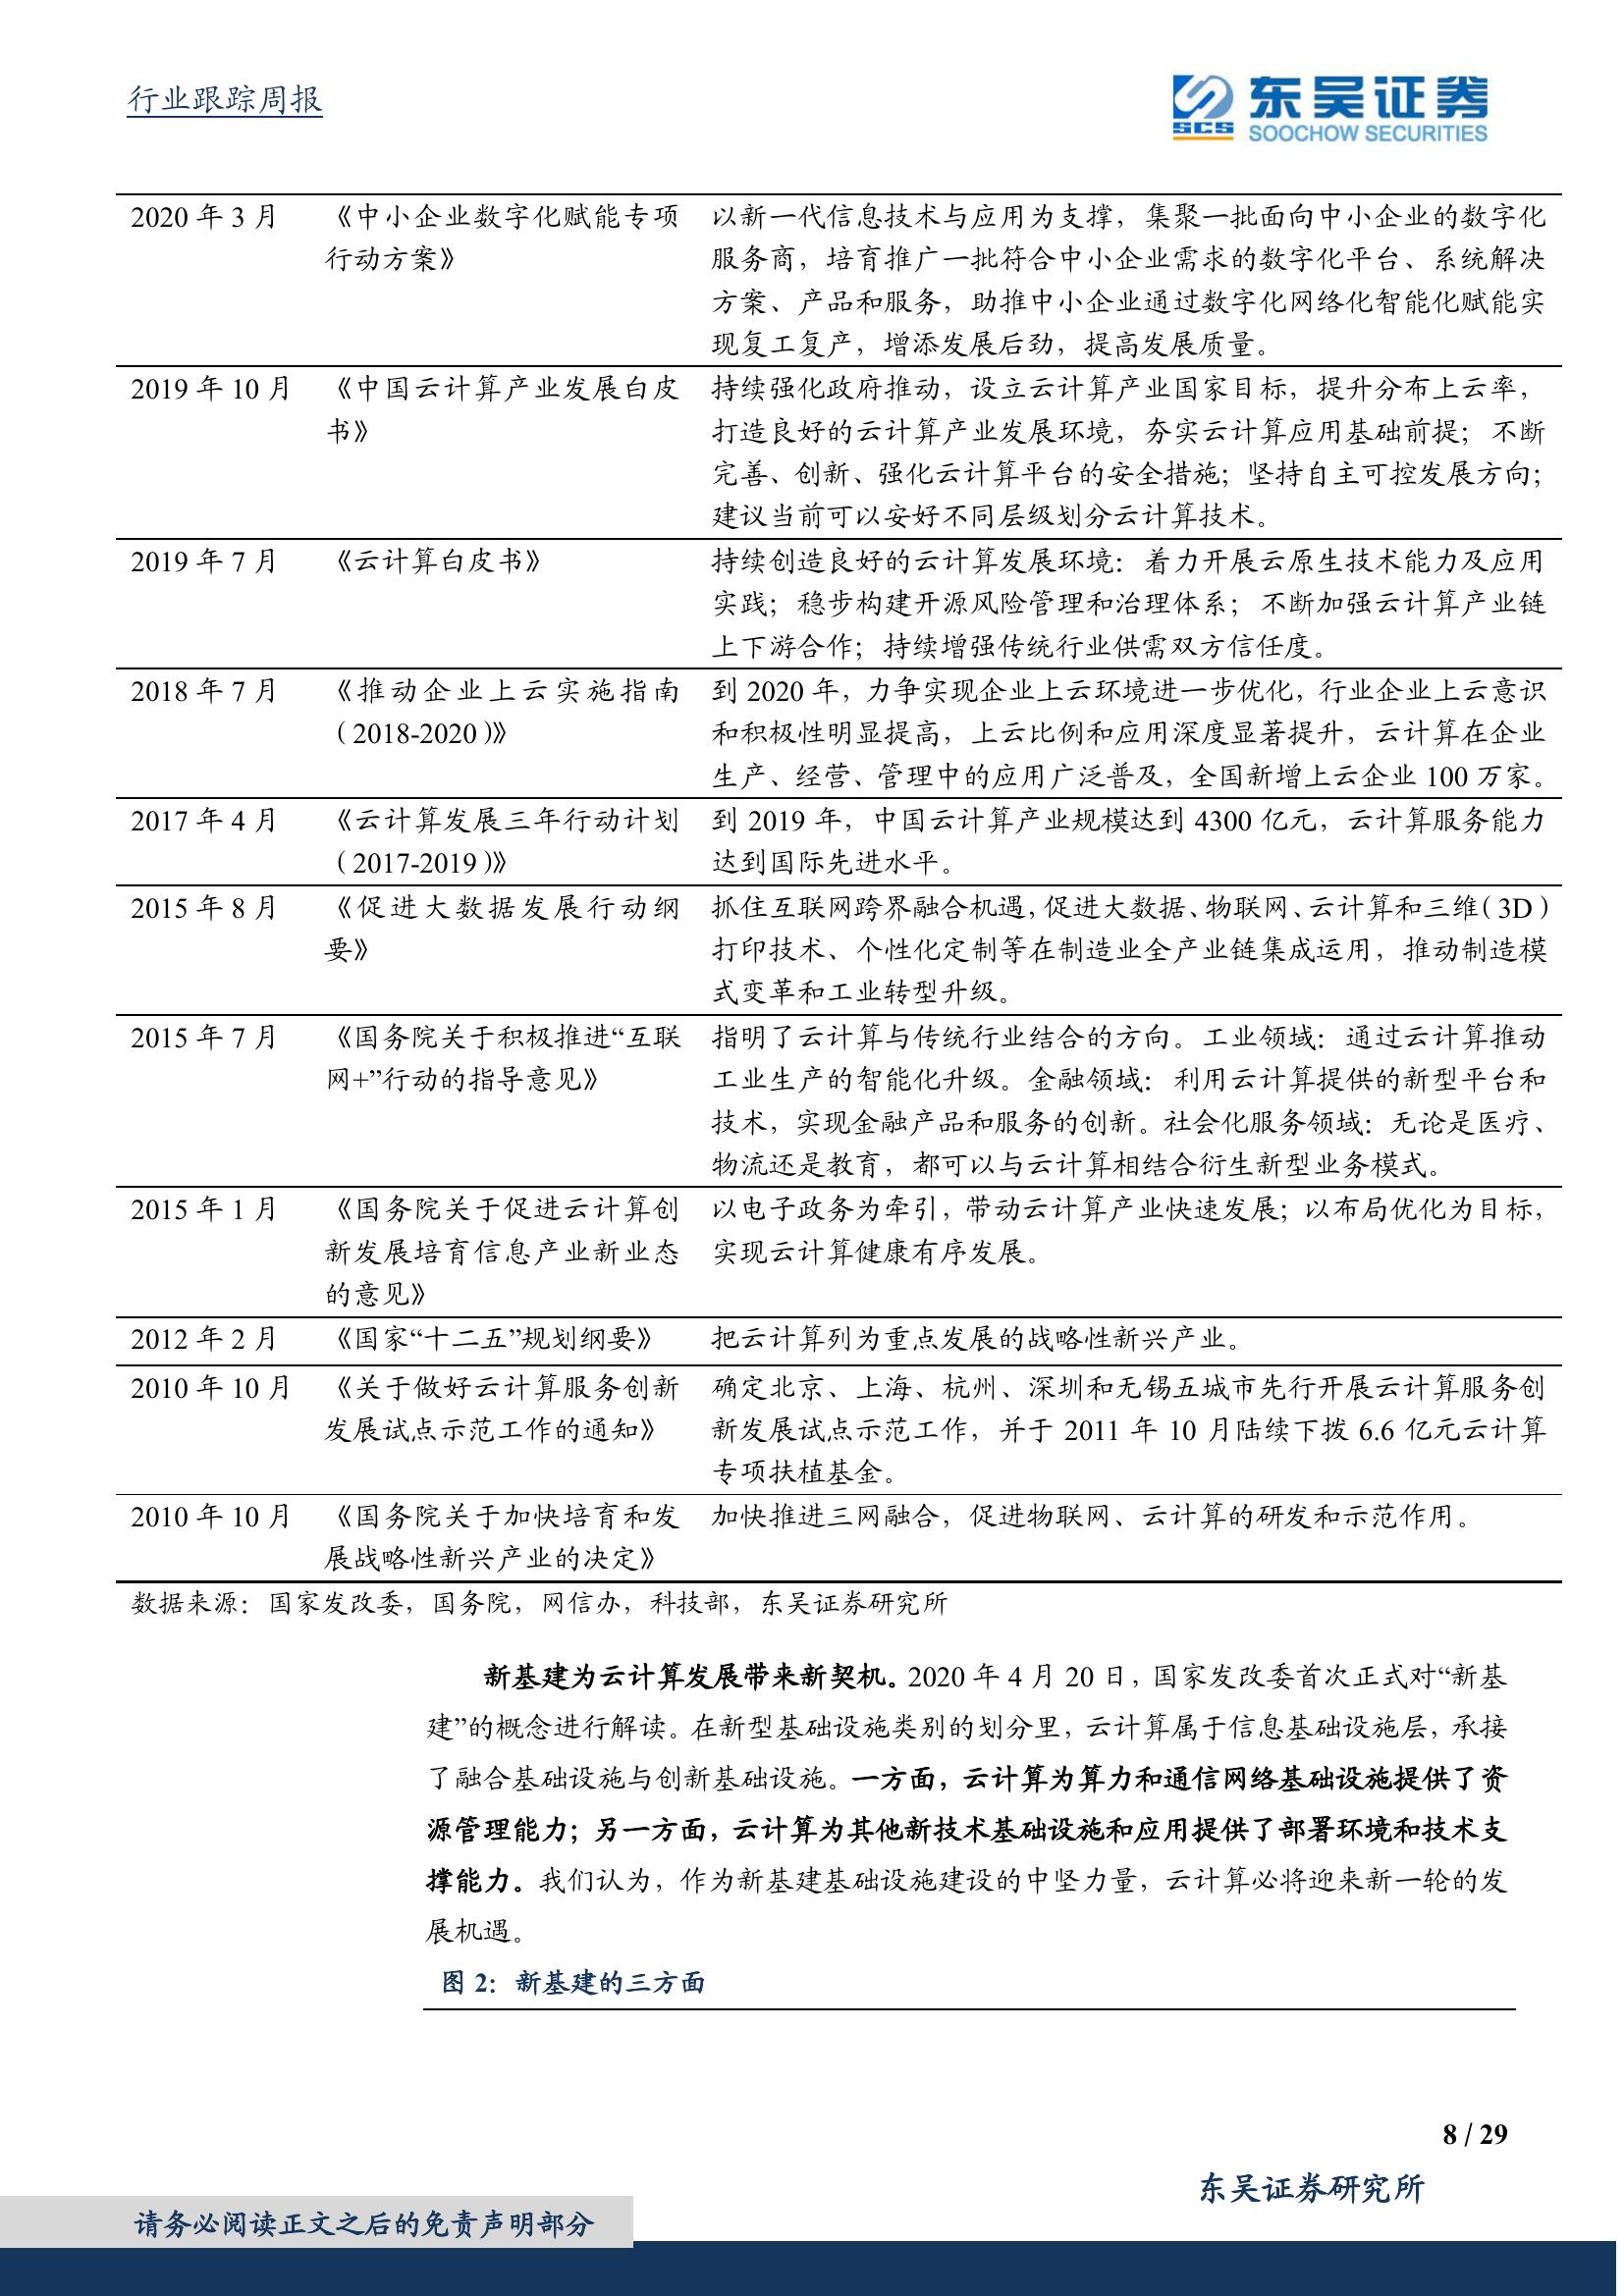 行业跟踪周报
东吴证券
SCS
SOOCHOW SECURITIES
2020 年 3 月 《中小企业数字化赋能专项 以新一代信息技术与应用为支撑，集聚一批面向中小企业的数字化
行动方案》 服务商，培育推广一批符合中小企业需求的数字化平台、系统解决
方案、产品和服务，助推中小企业通过数字化网络化智能化赋能实
现复工复产，增添发展后劲，提高发展质量。
2019 年 10 月 《中国云计算产业发展白皮 持续强化政府推动，设立云计算产业国家目标，提升分布上云率，
书》 打造良好的云计算产业发展环境，夯实云计算应用基础前提；不断
完善、创新、强化云计算平台的安全措施；坚持自主可控发展方向；
建议当前可以安好不同层级划分云计算技术。
2019 年 7 月 《云计算白皮书》 持续创造良好的云计算发展环境：着力开展云原生技术能力及应用
实践；稳步构建开源风险管理和治理体系；不断加强云计算产业链
上下游合作；持续增强传统行业供需双方信任度。
2018 年 7 月 《推动企业上云实施指南 到 2020 年，力争实现企业上云环境进一步优化，行业企业上云意识
（2018-2020）》 和积极性明显提高，上云比例和应用深度显著提升，云计算在企业
生产、经营、管理中的应用广泛普及，全国新增上云企业 100 万家。
2017 年 4 月 《云计算发展三年行动计划 到 2019 年，中国云计算产业规模达到 4300 亿元，云计算服务能力
（2017-2019）》 达到国际先进水平。
2015 年 8 月 《促进大数据发展行动纲 抓住互联网跨界融合机遇，促进大数据、物联网、云计算和三维（3D）
要》 打印技术、个性化定制等在制造业全产业链集成运用，推动制造模
式变革和工业转型升级。
2015 年 7 月 《国务院关于积极推进“互联 指明了云计算与传统行业结合的方向。工业领域：通过云计算推动
网+”行动的指导意见》 工业生产的智能化升级。金融领域：利用云计算提供的新型平台和
技术，实现金融产品和服务的创新。社会化服务领域：无论是医疗、
物流还是教育，都可以与云计算相结合衍生新型业务模式。
2015 年 1 月 《国务院关于促进云计算创 以电子政务为牵引，带动云计算产业快速发展；以布局优化为目标，
新发展培育信息产业新业态 实现云计算健康有序发展。
的意见》
2012 年 2 月 《国家“十二五”规划纲要》 把云计算列为重点发展的战略性新兴产业。
2010 年 10 月 《关于做好云计算服务创新 确定北京、上海、杭州、深圳和无锡五城市先行开展云计算服务创
发展试点示范工作的通知》 新发展试点示范工作，并于 2011 年 10 月陆续下拨 6.6 亿元云计算
专项扶植基金。
2010 年 10 月 《国务院关于加快培育和发 加快推进三网融合，促进物联网、云计算的研发和示范作用。
展战略性新兴产业的决定》
数据来源：国家发改委，国务院，网信办，科技部，东吴证券研究所
新基建为云计算发展带来新契机。2020 年 4 月 20 日，国家发改委首次正式对“新基
建”的概念进行解读。在新型基础设施类别的划分里，云计算属于信息基础设施层，承接
了融合基础设施与创新基础设施。一方面，云计算为算力和通信网络基础设施提供了资
源管理能力；另一方面，云计算为其他新技术基础设施和应用提供了部署环境和技术支
撑能力。我们认为，作为新基建基础设施建设的中坚力量，云计算必将迎来新一轮的发
展机遇。
图 2：新基建的三方面
8 / 29
东吴证券研究所
请务必阅读正文之后的免责声明部分